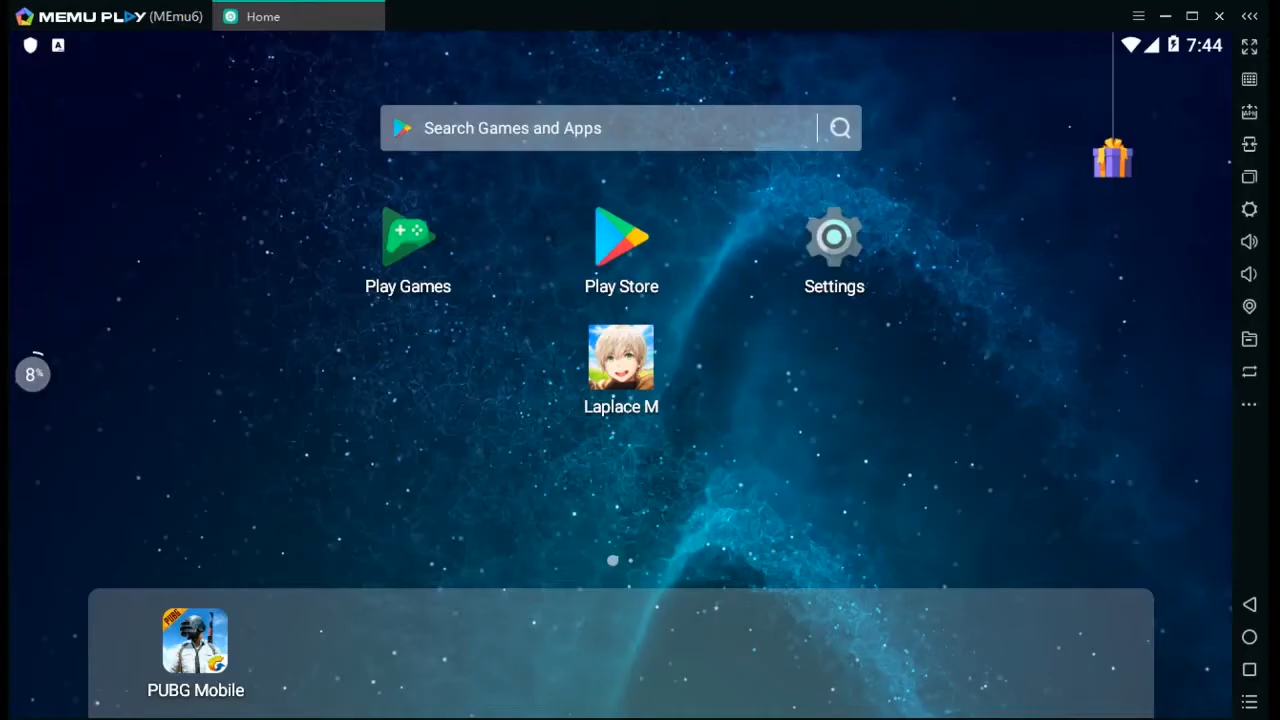 MEMU PLAY (MEmu6)
Home
A
7:44
Search Games and Apps
Play Games
Play Store
Settings
Laplace M
8%
PUBG
PUBG Mobile